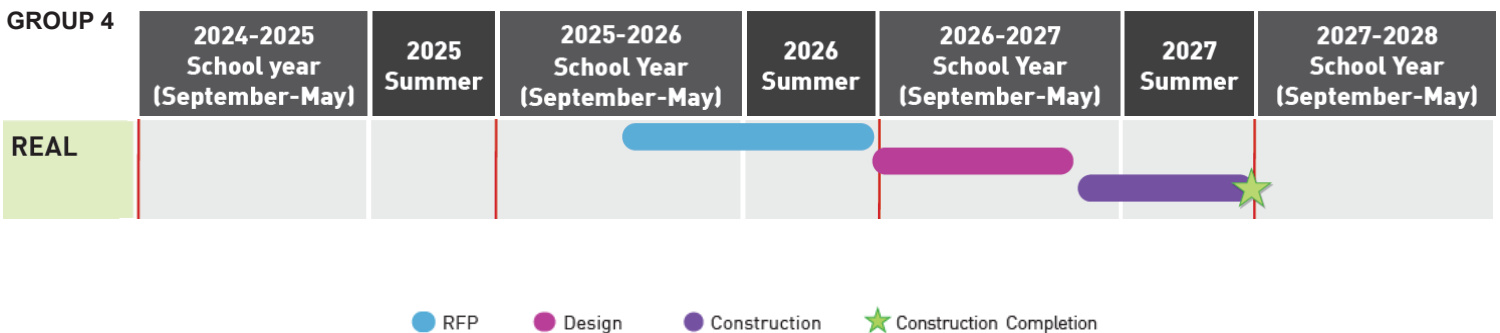 GROUP 4
2024-2025
School year
(September-May)
2025
Summer
2025-2026
School Year
(September-May)
2026
Summer
2026-2027
School Year
(September-May)
2027
Summer
2027-2028
School Year
(September-May)
REAL
RFP
Design
Construction
Construction Completion